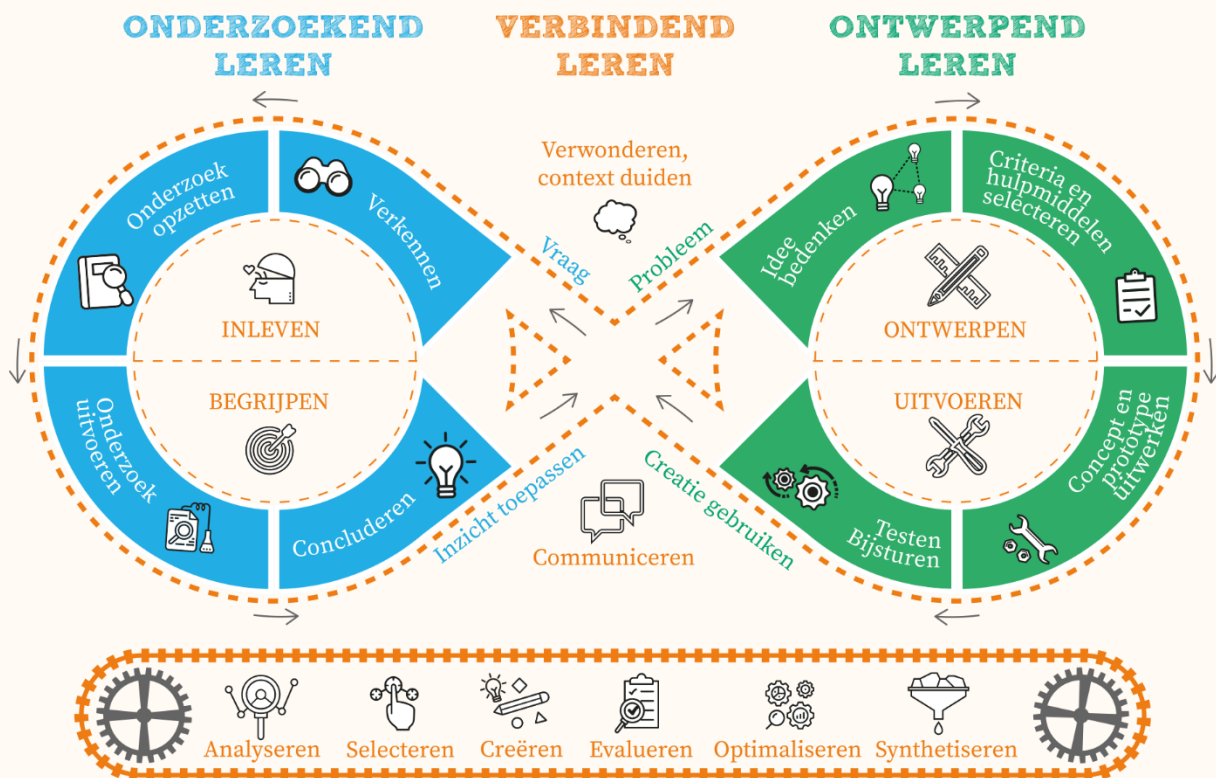 ONDERZOEKEND
LEREN
VERBINDEND
LEREN
ONTWERPEND
LEREN
Verwonderen,
context duiden
Onderzoek
opzetten
Verkennen
Vraag
Probleem
Idee
bedenken
Criteria en
hulpmiddelen
selecteren
INLEVEN
ONTWERPEN
BEGRIJPEN
UITVOEREN
Onderzoek
uitvoeren
Concluderen
Inzicht toepassen
Communiceren
Creatie gebruiken
Testen
Bijsturen
Concept en
prototype
uitwerken
Analyseren
Selecteren
Creëren
Evalueren
Optimaliseren
Synthetiseren